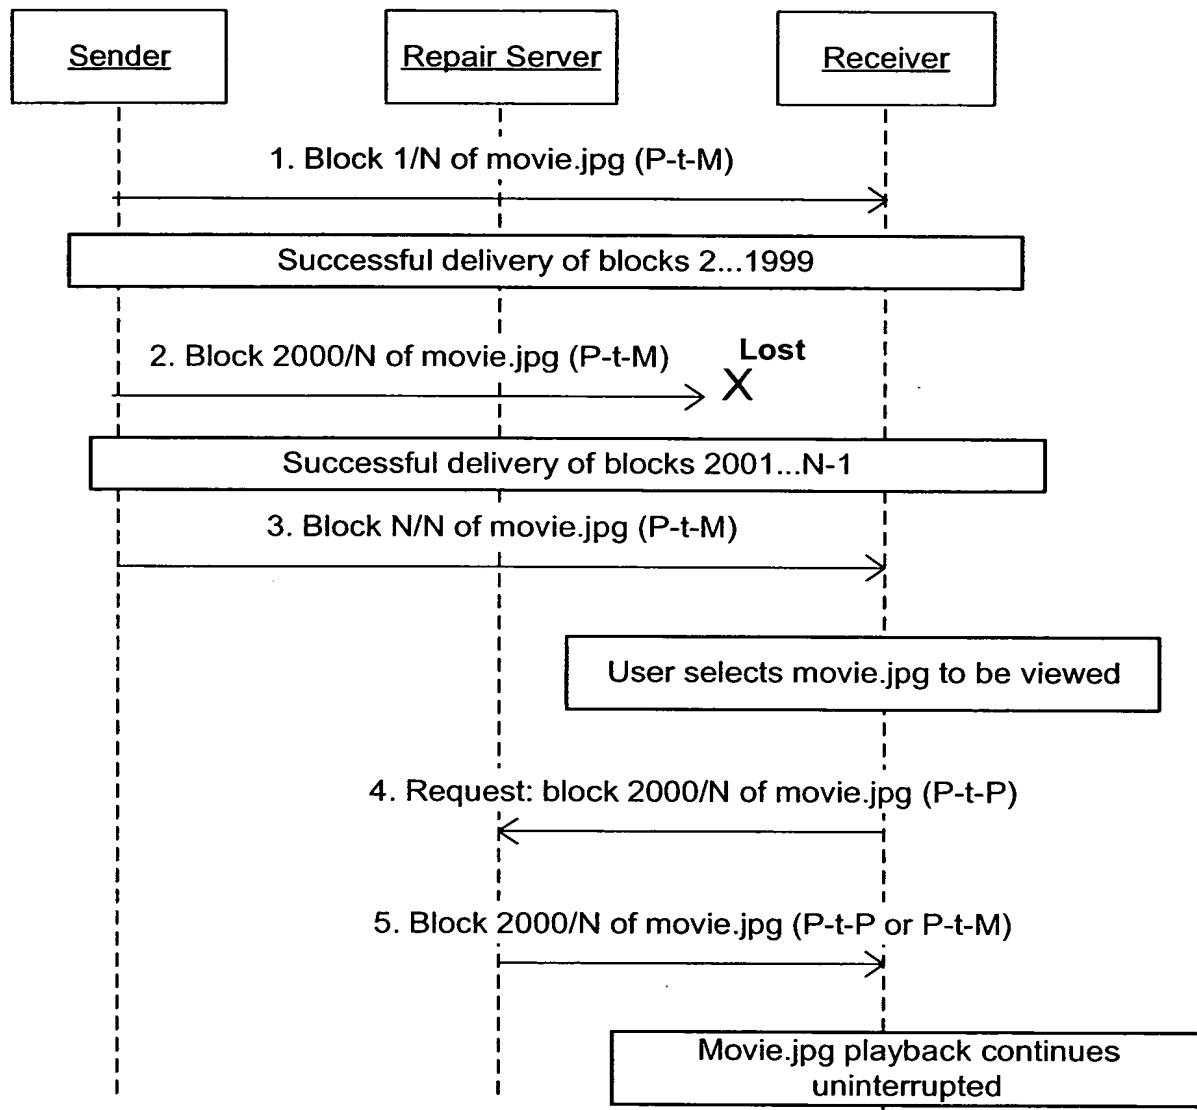 Sender
Repair Server
Receiver
1. Block 1/N of movie.jpg (P-t-M)
Successful delivery of blocks 2...1999
2. Block 2000/N of movie.jpg (P-t-M)
Lost
X
Successful delivery of blocks 2001...N-1
3. Block N/N of movie.jpg (P-t-M)
User selects movie.jpg to be viewed
4. Request: block 2000/N of movie.jpg (P-t-P)
5. Block 2000/N of movie.jpg (P-t-P or P-t-M)
Movie.jpg playback continues
uninterrupted